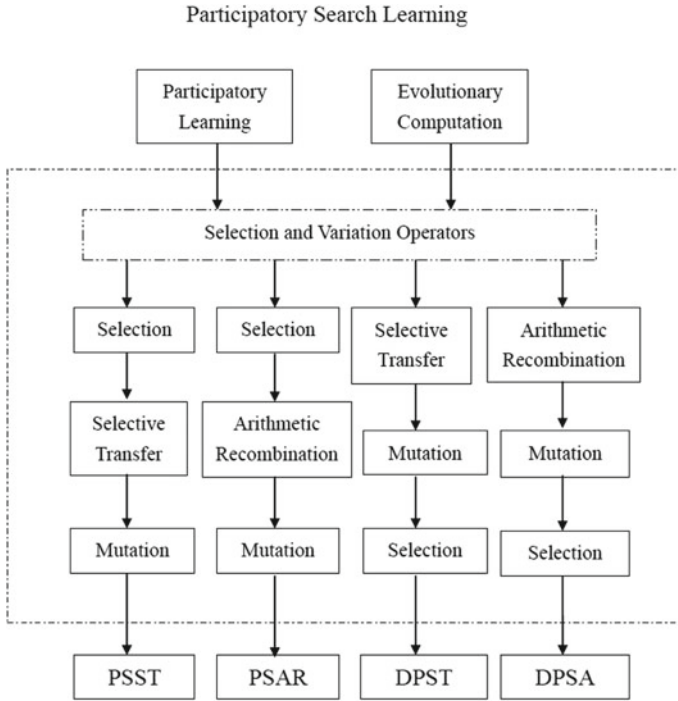 Participatory Search Learning
Participatory
Learning
Evolutionary
Computation
Selection and Variation Operators
Selection
Selective
Transfer
Mutation
PSST
Selection
Arithmetic
Recombination
Mutation
PSAR
Selective
Transfer
Mutation
Selection
DPST
Arithmetic
Recombination
Mutation
Selection
DPSA